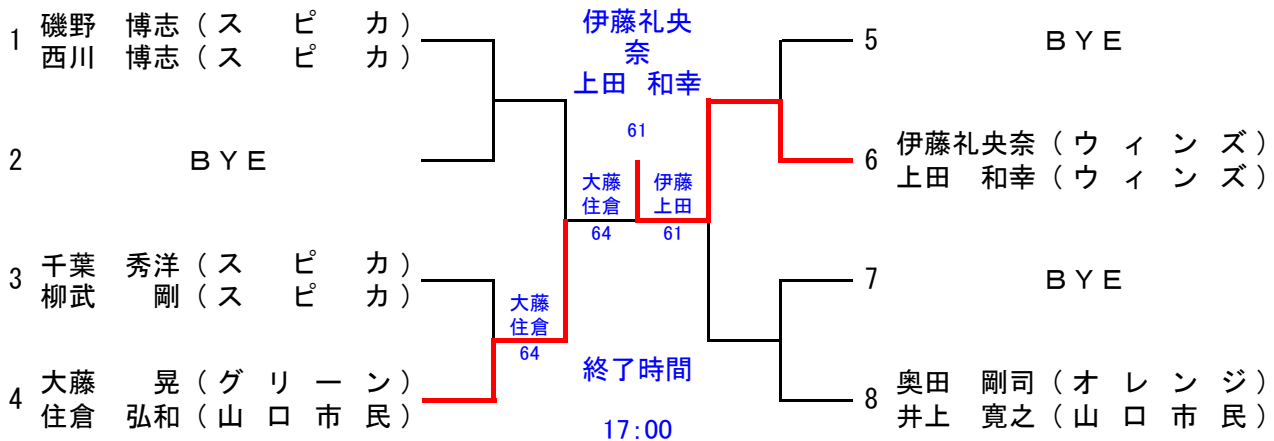 1
磯野　博志（ス　ピ　カ）
西川　博志（ス　ピ　カ）
2
ＢＹＥ
3
千葉　秀洋（ス　ピ　カ）
柳武　剛（ス　ピ　カ）
4
大藤　晃（グ　リ　ー　ン）
住倉　弘和（山　口　市　民）
大藤
住倉
64
大藤
住倉
64
伊藤礼央
奈
上田　和幸
61
伊藤
上田
61
終了時間
17:00
5
ＢＹＥ
6
伊藤礼央奈（ウ　ィ　ン　ズ）
上田　和幸（ウ　ィ　ン　ズ）
7
ＢＹＥ
8
奥田　剛司（オ　レ　ン　ジ）
井上　寛之（山　口　市　民）